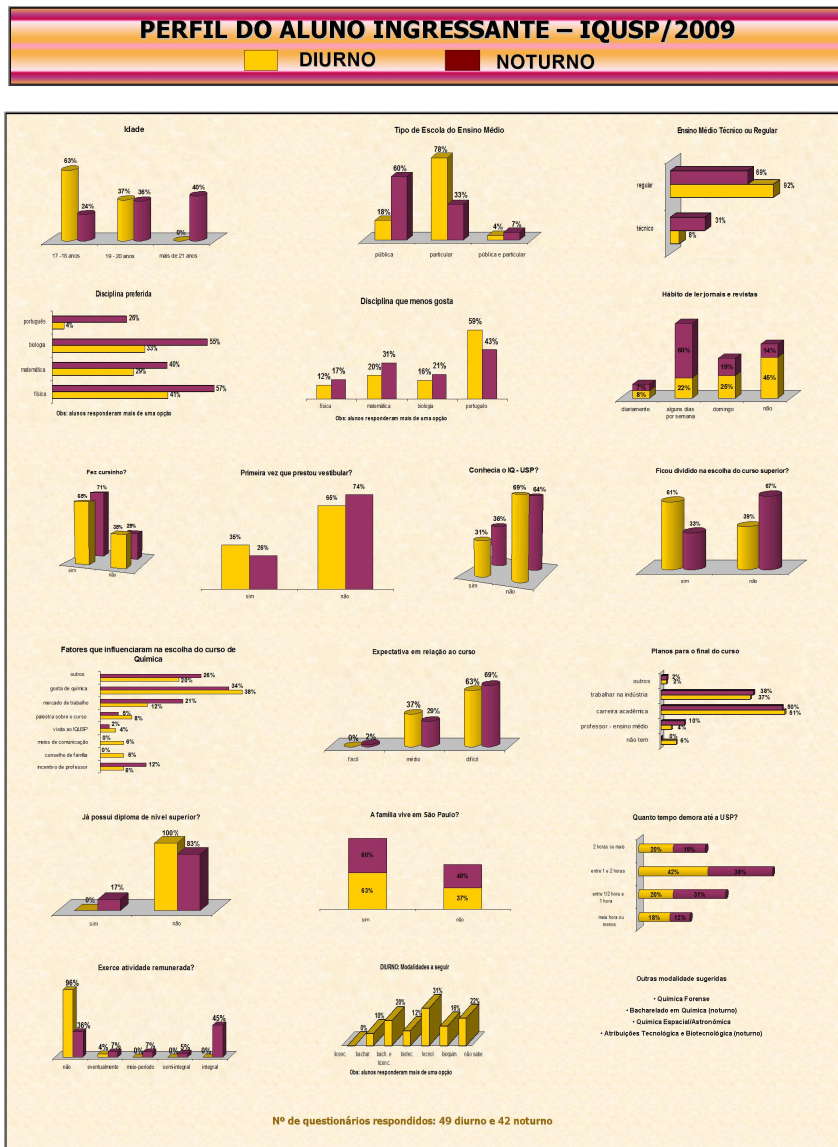 PERFIL DO ALUNO INGRESSANTE – IQUSP/2009
DIURNO NOTURNO
Idade
63%
24%
37%
36%
0%
40%
17 -18 anos 19 - 20 anos mais de 21 anos
Tipo de Escola do Ensino Médio
18%
60%
78%
33%
4%
7%
pública particular pública e particular
Ensino Médio Técnico ou Regular
regular
69%
92%
técnico
31%
8%
Disciplina preferida
português
26%
4%
biologia
55%
33%
matemática
40%
29%
física
57%
41%
Obs: alunos responderam mais de uma opção
Disciplina que menos gosta
12%
17%
20%
31%
16%
21%
59%
43%
física matemática biologia português
Obs: alunos responderam mais de uma opção
Hábito de ler jornais e revistas
7%
8%
60%
22%
19%
25%
14%
45%
diariamente alguns dias domingo não
por semana
Fez cursinho?
65%
71%
35%
29%
sim
não
Primeira vez que prestou vestibular?
35%
26%
65%
74%
sim não
Conhecia o IQ - USP?
31%
36%
69%
64%
sim
não
Ficou dividido na escolha do curso superior?
61%
33%
39%
67%
sim não
Fatores que influenciaram na escolha do curso de
Química
outros
26%
20%
gosta de química
34%
38%
mercado de trabalho
21%
12%
palestra sobre o curso
5%
8%
visita ao IQUSP
2%
4%
meios de comunicação
0%
6%
conselho de família
0%
6%
incentivo de professor
12%
6%
Expectativa em relação ao curso
0%
2%
37%
29%
63%
69%
fácil médio difícil
Planos para o final do curso
outros
2%
2%
trabalhar na indústria
38%
37%
carreira acadêmica
50%
51%
professor - ensino médio
10%
4%
não tem
0%
6%
Já possui diploma de nível superior?
0%
17%
100%
83%
sim não
A família vive em São Paulo?
60%
63%
40%
37%
sim não
Quanto tempo demora até a USP?
2 horas ou mais
20% 19%
entre 1 e 2 horas
42% 38%
entre 1/2 hora e
1 hora
20% 31%
meia hora ou
menos
18% 12%
Exerce atividade remunerada?
96%
36%
4%
7%
0%
7%
0%
5%
0%
45%
não eventualmente meio-período semi-integral integral
DIURNO: Modalidades a seguir
0%
10%
20%
12%
31%
16%
22%
licenc. bachar. bach. e
licenc. biotec. tecnol bioquim. não sabe
Obs: alunos responderam mais de uma opção
Outras modalidade sugeridas
• Química Forense
• Bacharelado em Química (noturno)
• Química Espacial/Astronômica
• Atribuições Tecnológica e Biotecnológica (noturno)
Nº de questionários respondidos: 49 diurno e 42 noturno